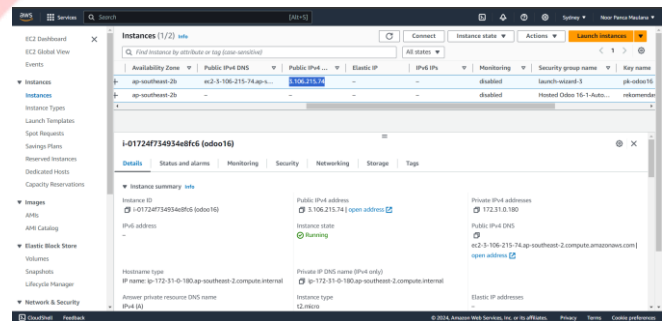 aws Services Search [Alt+S] Sydney Noor Panca Maulana
EC2 Dashboard
EC2 Global View
Events
Instances
Instances
Instance Types
Launch Templates
Spot Requests
Savings Plans
Reserved Instances
Dedicated Hosts
Capacity Reservations
Images
AMIs
AMI Catalog
Elastic Block Store
Volumes
Snapshots
Lifecycle Manager
Network & Security
Instances (1/2) Info Connect Instance state Actions Launch instances
Find Instance by attribute or tag (case-sensitive) All states 1
Availability Zone Public IPv4 DNS Public IPv4 ... Elastic IP IPv6 IPs Monitoring Security group name Key name
ap-southeast-2b ec2-3-106-215-74.ap-s... 3.106.215.74 – – disabled launch-wizard-3 pk-odoo16
ap-southeast-2b – – – – disabled Hosted Odoo 16-1-Auto... rekomendas
i-01724f734934e8fc6 (odoo16)
Details Status and alarms Monitoring Security Networking Storage Tags
Instance summary Info
Instance ID Public IPv4 address Private IPv4 addresses
i-01724f734934e8fc6 (odoo16) 3.106.215.74 | open address 172.31.0.180
IPv6 address Instance state Public IPv4 DNS
– Running
ec2-3-106-215-74.ap-southeast-2.compute.amazonaws.com |
open address
Hostname type Private IP DNS name (IPv4 only)
IP name: ip-172-31-0-180.ap-southeast-2.compute.internal ip-172-31-0-180.ap-southeast-2.compute.internal
Answer private resource DNS name Instance type Elastic IP addresses
IPv4 (A) t2.micro –
CloudShell Feedback © 2024, Amazon Web Services, Inc. or its affiliates. Privacy Terms Cookie preferences